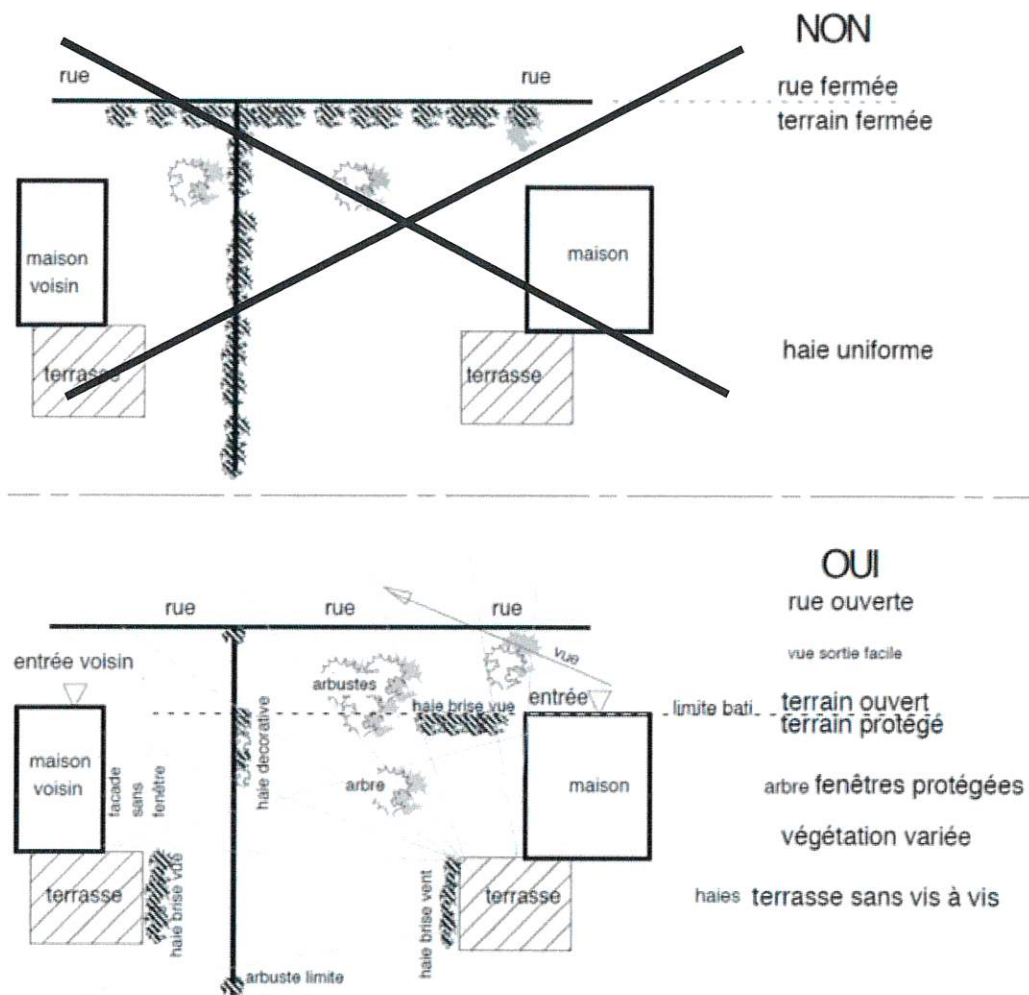 NON
rue
rue
rue fermée
terrain fermée
maison
voisin
maison
terrasse
terrasse
haie uniforme
OUI
rue
rue
rue
rue ouverte
entrée voisin
vue
vue sortie facile
arbustes
haie brise vue
entrée
limite bati
terrain ouvert
terrain protégé
maison
voisin
facade
sans
fenêtre
haie decorative
arbre
maison
arbre fenêtres protégées
végétation variée
terrasse
haie brise vue
haie brise vent
terrasse
haies terrasse sans vis à vis
arbuste limite